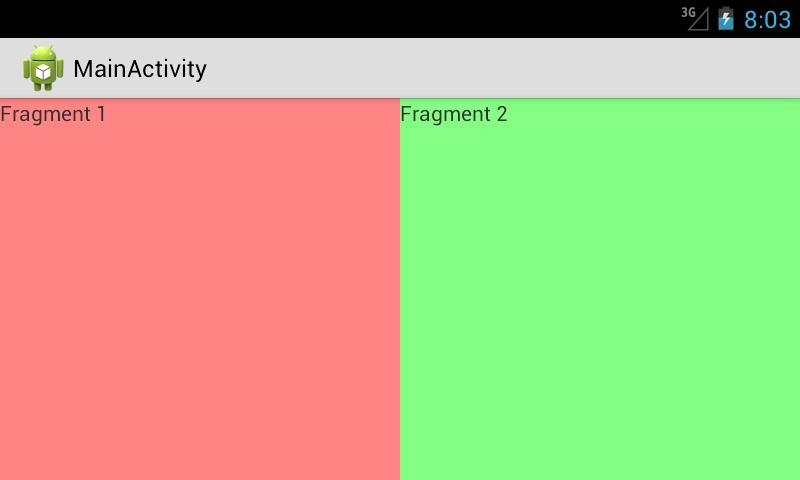 3G 8:03
MainActivity
Fragment 1
Fragment 2